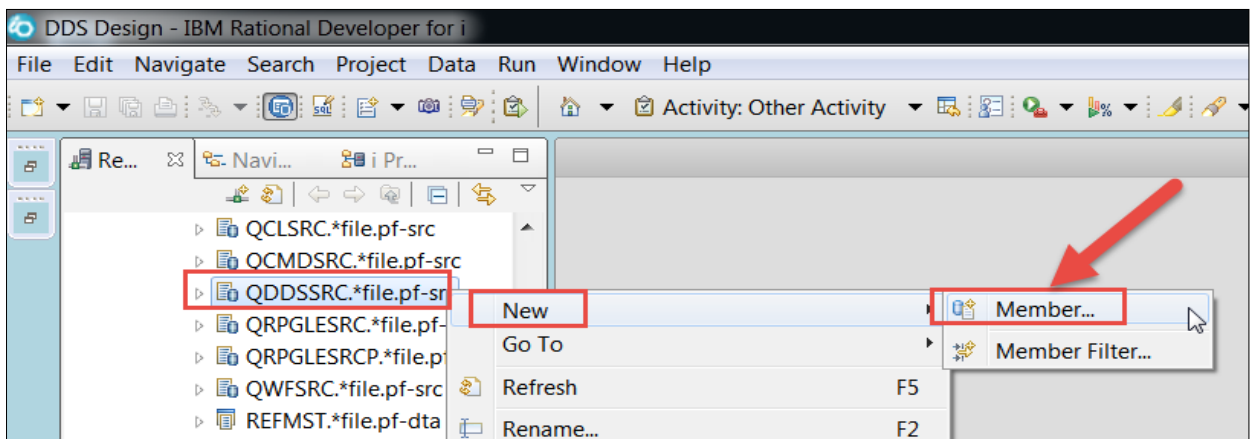 DDS Design - IBM Rational Developer for i
File Edit Navigate Search Project Data Run Window Help
Activity: Other Activity
Re... Navi... i Pr...
QCLSRC.*file.pf-src
QCMDSRC.*file.pf-src
QDDSSRC.*file.pf-sr
New
Member...
QRPGLESRC.*file.pf-
Go To
Member Filter...
QRPGLESRCP.*file.p
QWFSRC.*file.pf-src
Refresh F5
REFMST.*file.pf-dta
Rename... F2